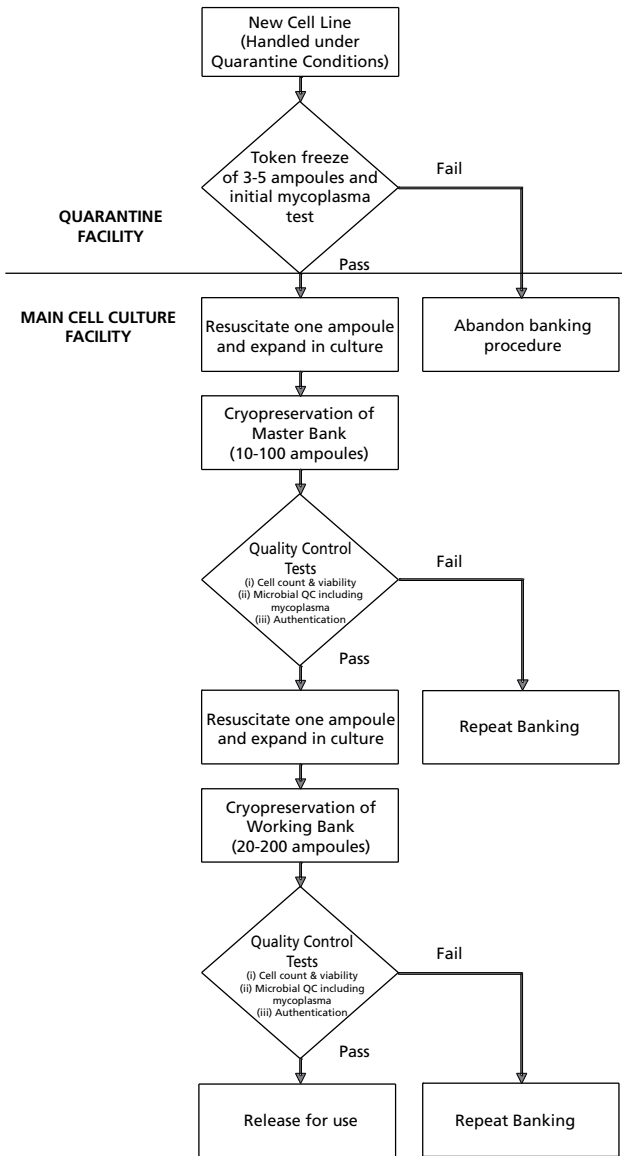 New Cell Line
(Handled under
Quarantine Conditions)
Token freeze
of 3-5 ampoules and
initial mycoplasma
test
Fail
QUARANTINE
FACILITY
Pass
MAIN CELL CULTURE
FACILITY
Resuscitate one ampoule
and expand in culture
Abandon banking
procedure
Cryopreservation of
Master Bank
(10-100 ampoules)
Quality Control
Tests
(i) Cell count & viability
(ii) Microbial QC including
mycoplasma
(iii) Authentication
Fail
Pass
Resuscitate one ampoule
and expand in culture
Repeat Banking
Cryopreservation of
Working Bank
(20-200 ampoules)
Quality Control
Tests
(i) Cell count & viability
(ii) Microbial QC including
mycoplasma
(iii) Authentication
Fail
Pass
Release for use
Repeat Banking